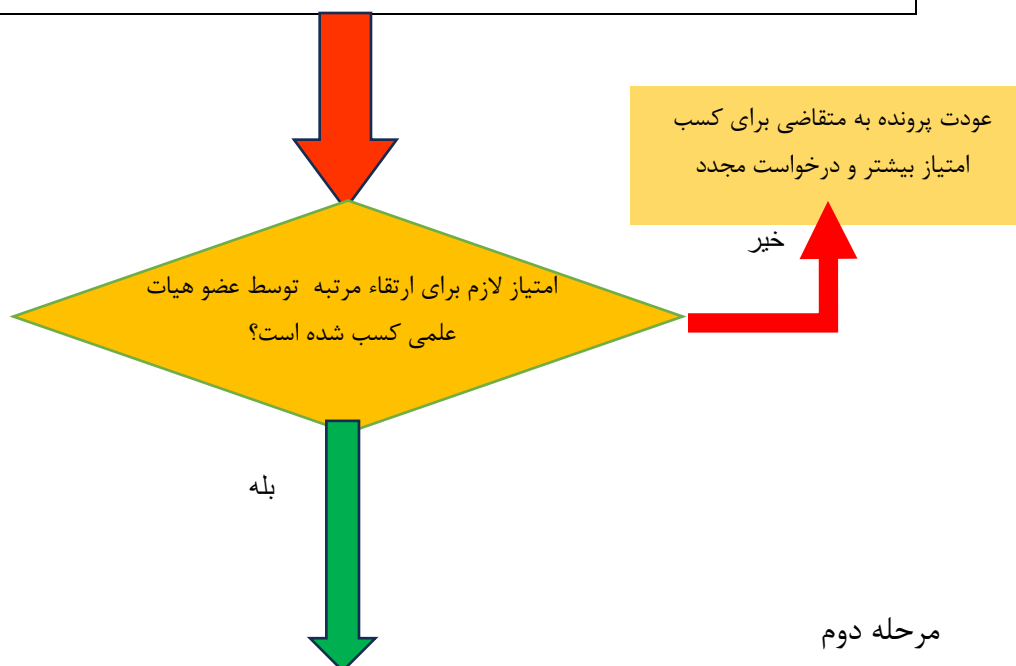 عودت پرونده به متقاضی برای کسب
امتیاز بیشتر و درخواست مجدد
خیر
امتیاز لازم برای ارتقاء مرتبه توسط عضو هیات
علمی کسب شده است؟
بله
مرحله دوم